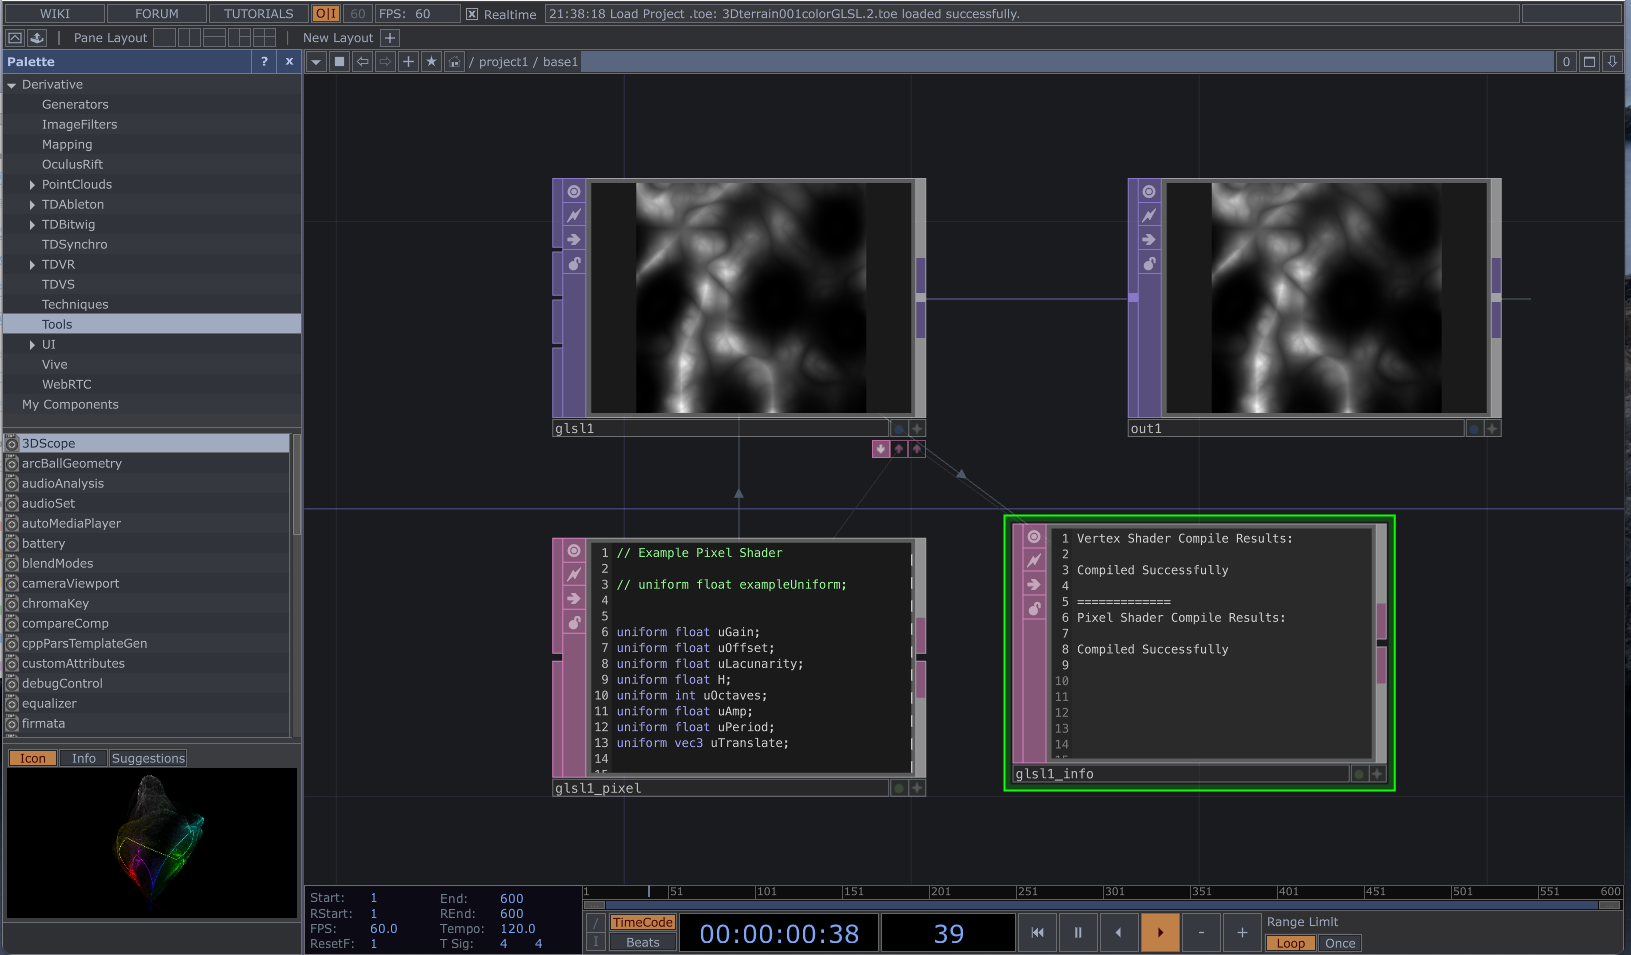 WIKI FORUM TUTORIALS O|I 60 FPS: 60 Realtime 21:38:18 Load Project .toe: 3Dterrain001colorGLSL.2.toe loaded successfully.
Pane Layout New Layout +
Palette ? x / project1 / base1 0
Derivative
Generators
ImageFilters
Mapping
OculusRift
PointClouds
TDAbleton
TDBitwig
TDSynchro
TDVR
TDVS
Techniques
Tools
UI
Vive
WebRTC
My Components
3DScope
arcBallGeometry
audioAnalysis
audioSet
autoMediaPlayer
battery
blendModes
cameraViewport
chromaKey
compareComp
cppParsTemplateGen
customAttributes
debugControl
equalizer
firmata
Icon Info Suggestions
glsl1
out1
1 // Example Pixel Shader
2
3 // uniform float exampleUniform;
4
5
6 uniform float uGain;
7 uniform float uOffset;
8 uniform float uLacunarity;
9 uniform float H;
10 uniform int uOctaves;
11 uniform float uAmp;
12 uniform float uPeriod;
13 uniform vec3 uTranslate;
14
15
glsl1_pixel
1 Vertex Shader Compile Results:
2
3 Compiled Successfully
4
5 =============
6 Pixel Shader Compile Results:
7
8 Compiled Successfully
9
10
11
12
13
14
15
glsl1_info
Start: 1 End: 600
RStart: 1 REnd: 600
FPS: 60.0 Tempo: 120.0
ResetF: 1 T Sig: 4 4
1 51 101 151 201 251 301 351 401 451 501 551 600
/ TimeCode
I Beats
00:00:00:38 39
- +
Range Limit
Loop Once